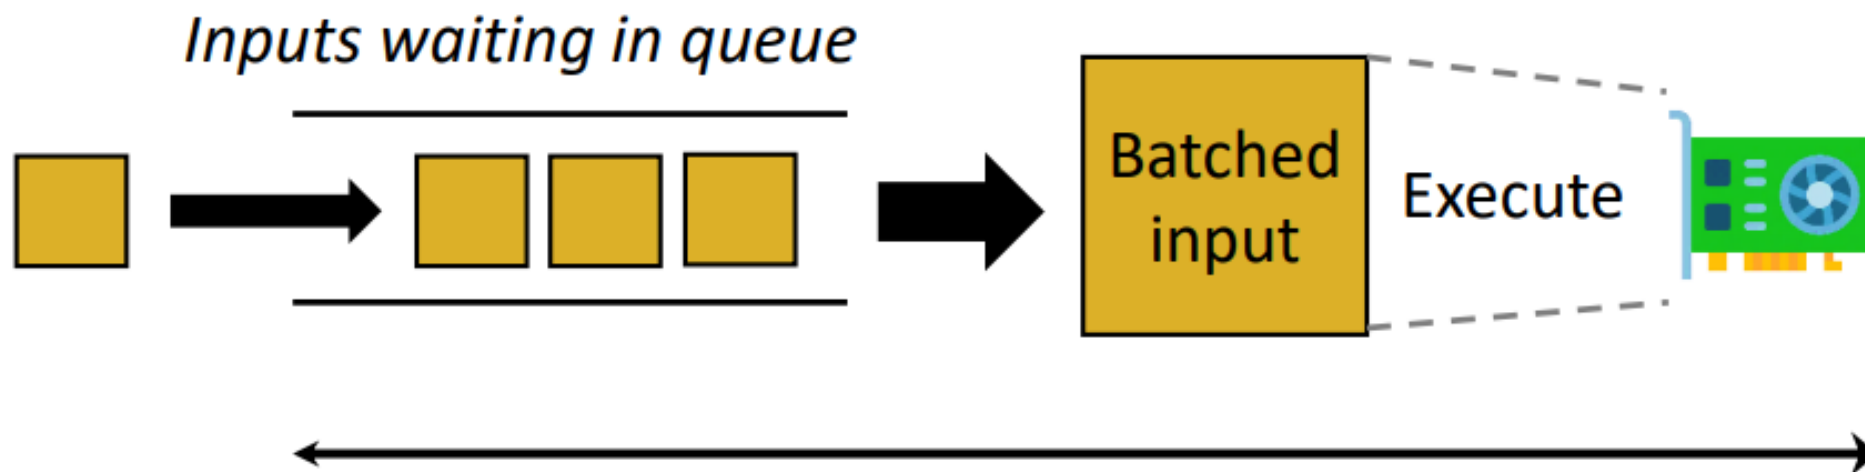 Inputs waiting in queue
Batched
input
Execute